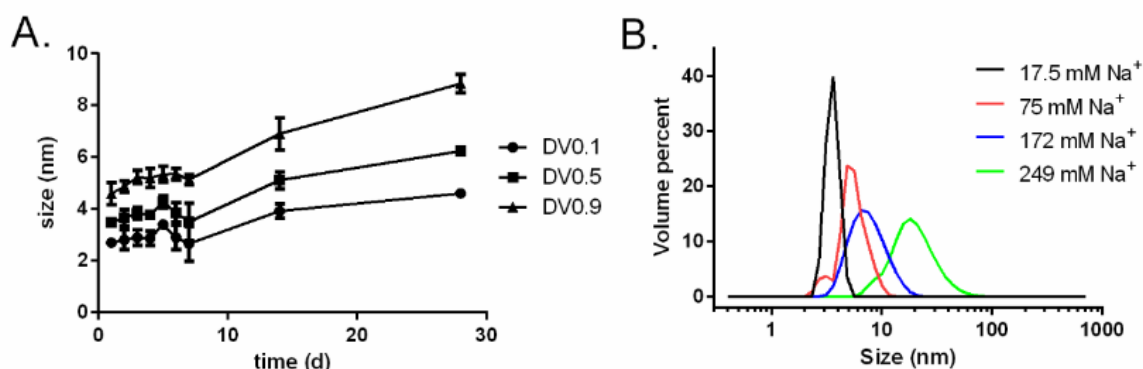 A.
10
8
6
4
2
0
size (nm)
0 10 20 30
time (d)
DV0.1
DV0.5
DV0.9
B.
40
30
20
10
0
Volume percent
1 10 100 1000
Size (nm)
17.5 mM Na⁺
75 mM Na⁺
172 mM Na⁺
249 mM Na⁺